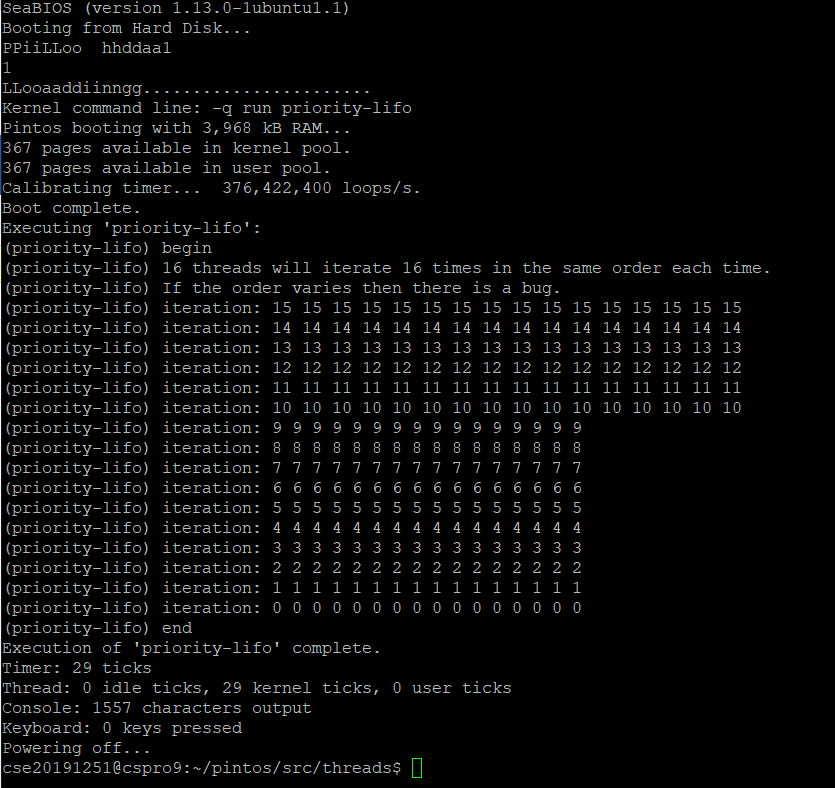 SeaBIOS (version 1.13.0-1ubuntu1.1)
Booting from Hard Disk...
PPiiLLoo  hhddaa1
1
LLooaaddiinngg.......................
Kernel command line: -q run priority-lifo
Pintos booting with 3,968 kB RAM...
367 pages available in kernel pool.
367 pages available in user pool.
Calibrating timer...  376,422,400 loops/s.
Boot complete.
Executing 'priority-lifo':
(priority-lifo) begin
(priority-lifo) 16 threads will iterate 16 times in the same order each time.
(priority-lifo) If the order varies then there is a bug.
(priority-lifo) iteration: 15 15 15 15 15 15 15 15 15 15 15 15 15 15 15 15
(priority-lifo) iteration: 14 14 14 14 14 14 14 14 14 14 14 14 14 14 14 14
(priority-lifo) iteration: 13 13 13 13 13 13 13 13 13 13 13 13 13 13 13 13
(priority-lifo) iteration: 12 12 12 12 12 12 12 12 12 12 12 12 12 12 12 12
(priority-lifo) iteration: 11 11 11 11 11 11 11 11 11 11 11 11 11 11 11 11
(priority-lifo) iteration: 10 10 10 10 10 10 10 10 10 10 10 10 10 10 10 10
(priority-lifo) iteration: 9 9 9 9 9 9 9 9 9 9 9 9 9 9 9 9
(priority-lifo) iteration: 8 8 8 8 8 8 8 8 8 8 8 8 8 8 8 8
(priority-lifo) iteration: 7 7 7 7 7 7 7 7 7 7 7 7 7 7 7 7
(priority-lifo) iteration: 6 6 6 6 6 6 6 6 6 6 6 6 6 6 6 6
(priority-lifo) iteration: 5 5 5 5 5 5 5 5 5 5 5 5 5 5 5 5
(priority-lifo) iteration: 4 4 4 4 4 4 4 4 4 4 4 4 4 4 4 4
(priority-lifo) iteration: 3 3 3 3 3 3 3 3 3 3 3 3 3 3 3 3
(priority-lifo) iteration: 2 2 2 2 2 2 2 2 2 2 2 2 2 2 2 2
(priority-lifo) iteration: 1 1 1 1 1 1 1 1 1 1 1 1 1 1 1 1
(priority-lifo) iteration: 0 0 0 0 0 0 0 0 0 0 0 0 0 0 0 0
(priority-lifo) end
Execution of 'priority-lifo' complete.
Timer: 29 ticks
Thread: 0 idle ticks, 29 kernel ticks, 0 user ticks
Console: 1557 characters output
Keyboard: 0 keys pressed
Powering off...
cse20191251@cspro9:~/pintos/src/threads$